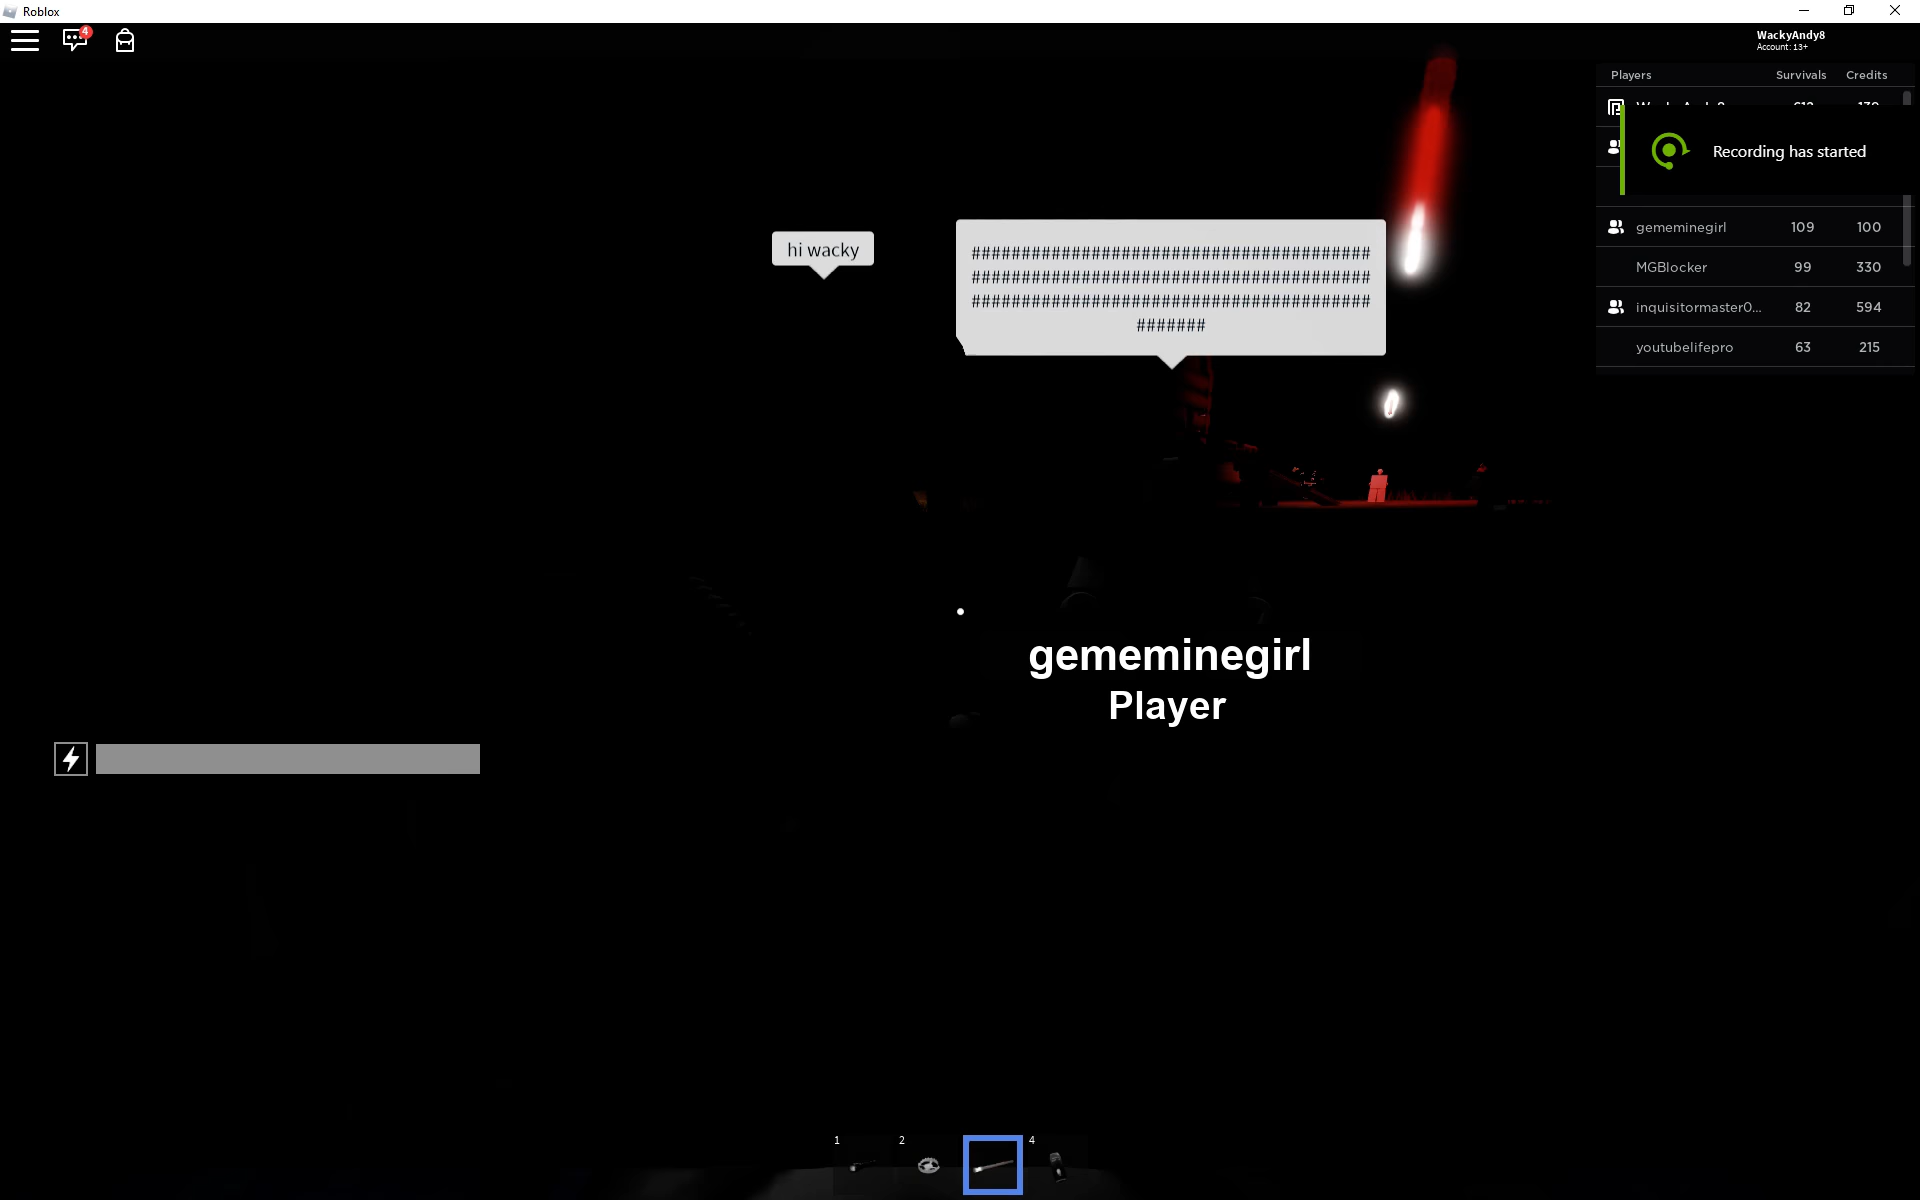 Roblox
4
WackyAndy8
Account: 13+
Players Survivals Credits
Recording has started
gememinegirl 109 100
MGBlocker 99 330
inquisitormaster0... 82 594
youtubelifepro 63 215
hi wacky
########################################
########################################
########################################
#######
gememinegirl
Player
1 2 4